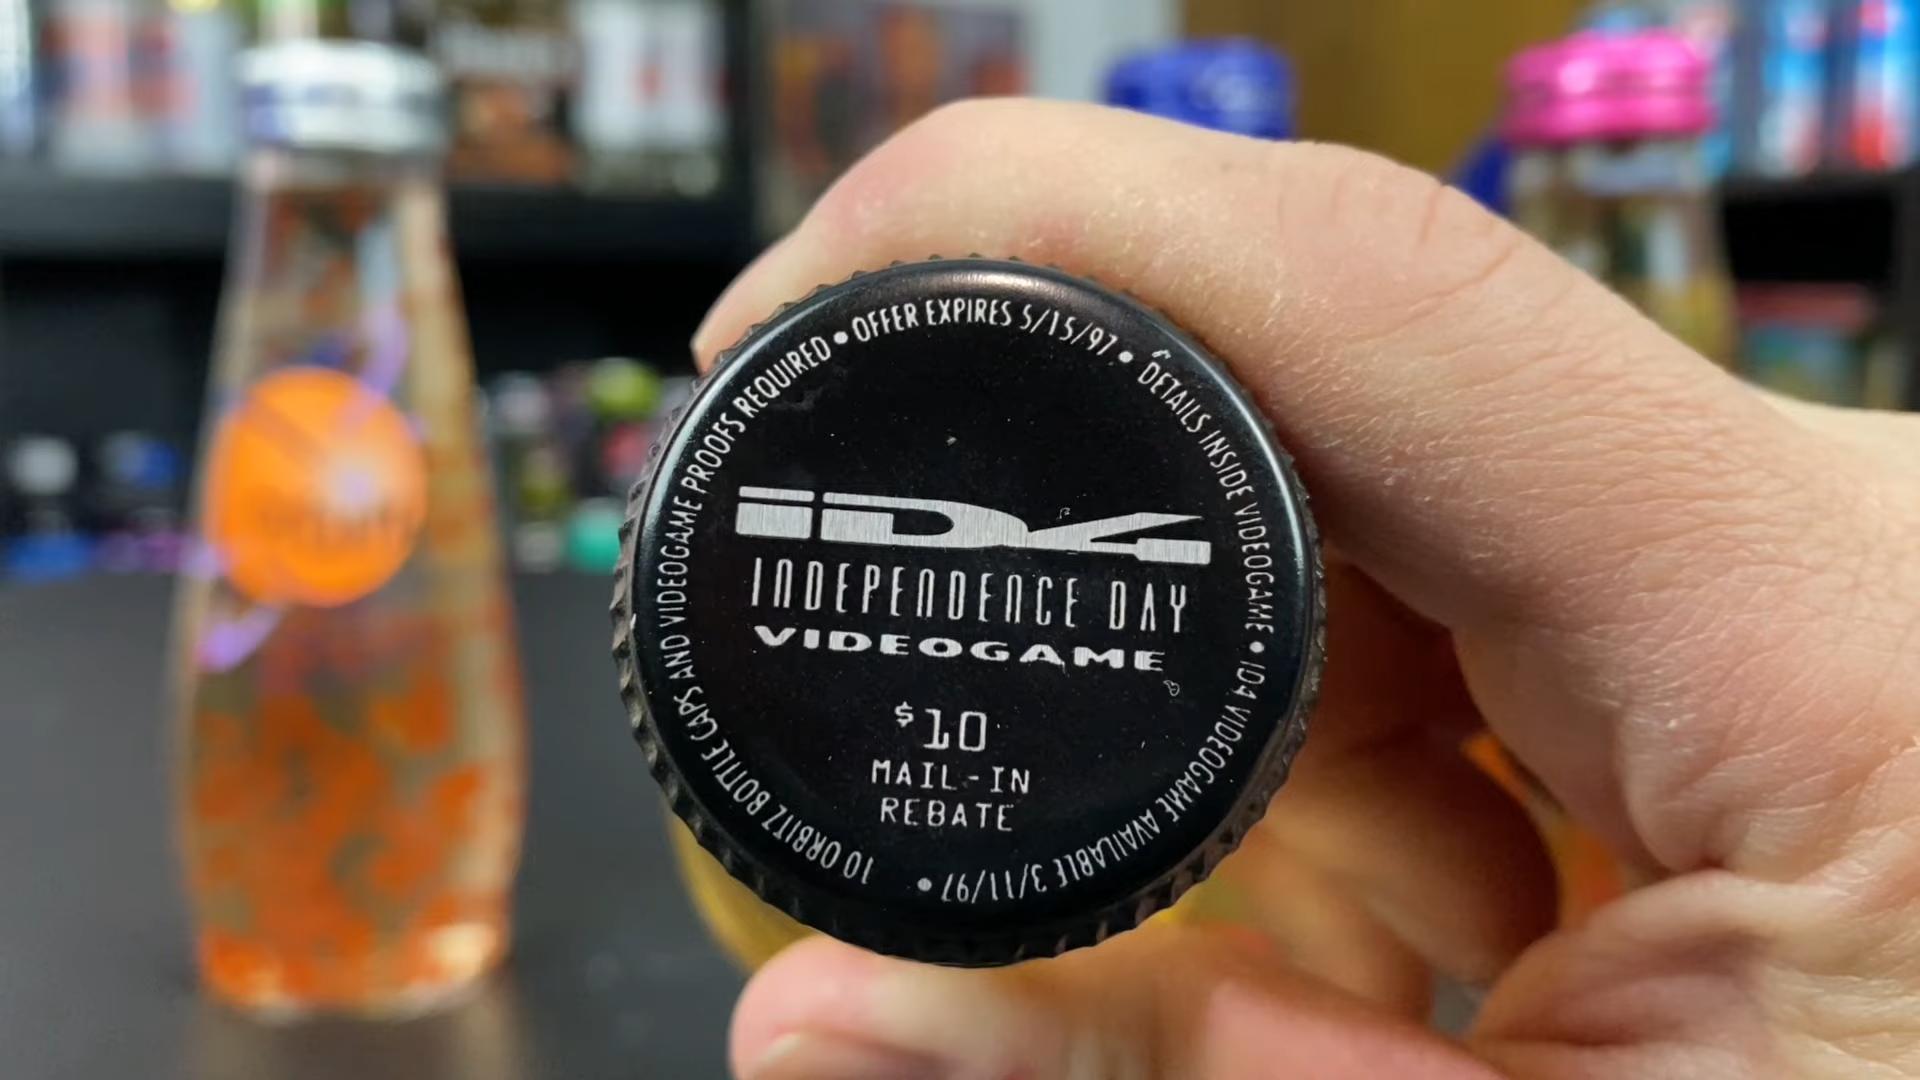 OFFER EXPIRES 5/15/97 • DETAILS INSIDE VIDEOGAME • ID4 VIDEOGAME AVAILABLE 3/11/97 • 10 ORBITZ BOTTLE CAPS AND VIDEOGAME PROOFS REQUIRED •
ID4
INDEPENDENCE DAY
VIDEOGAME
$10
MAIL-IN
REBATE